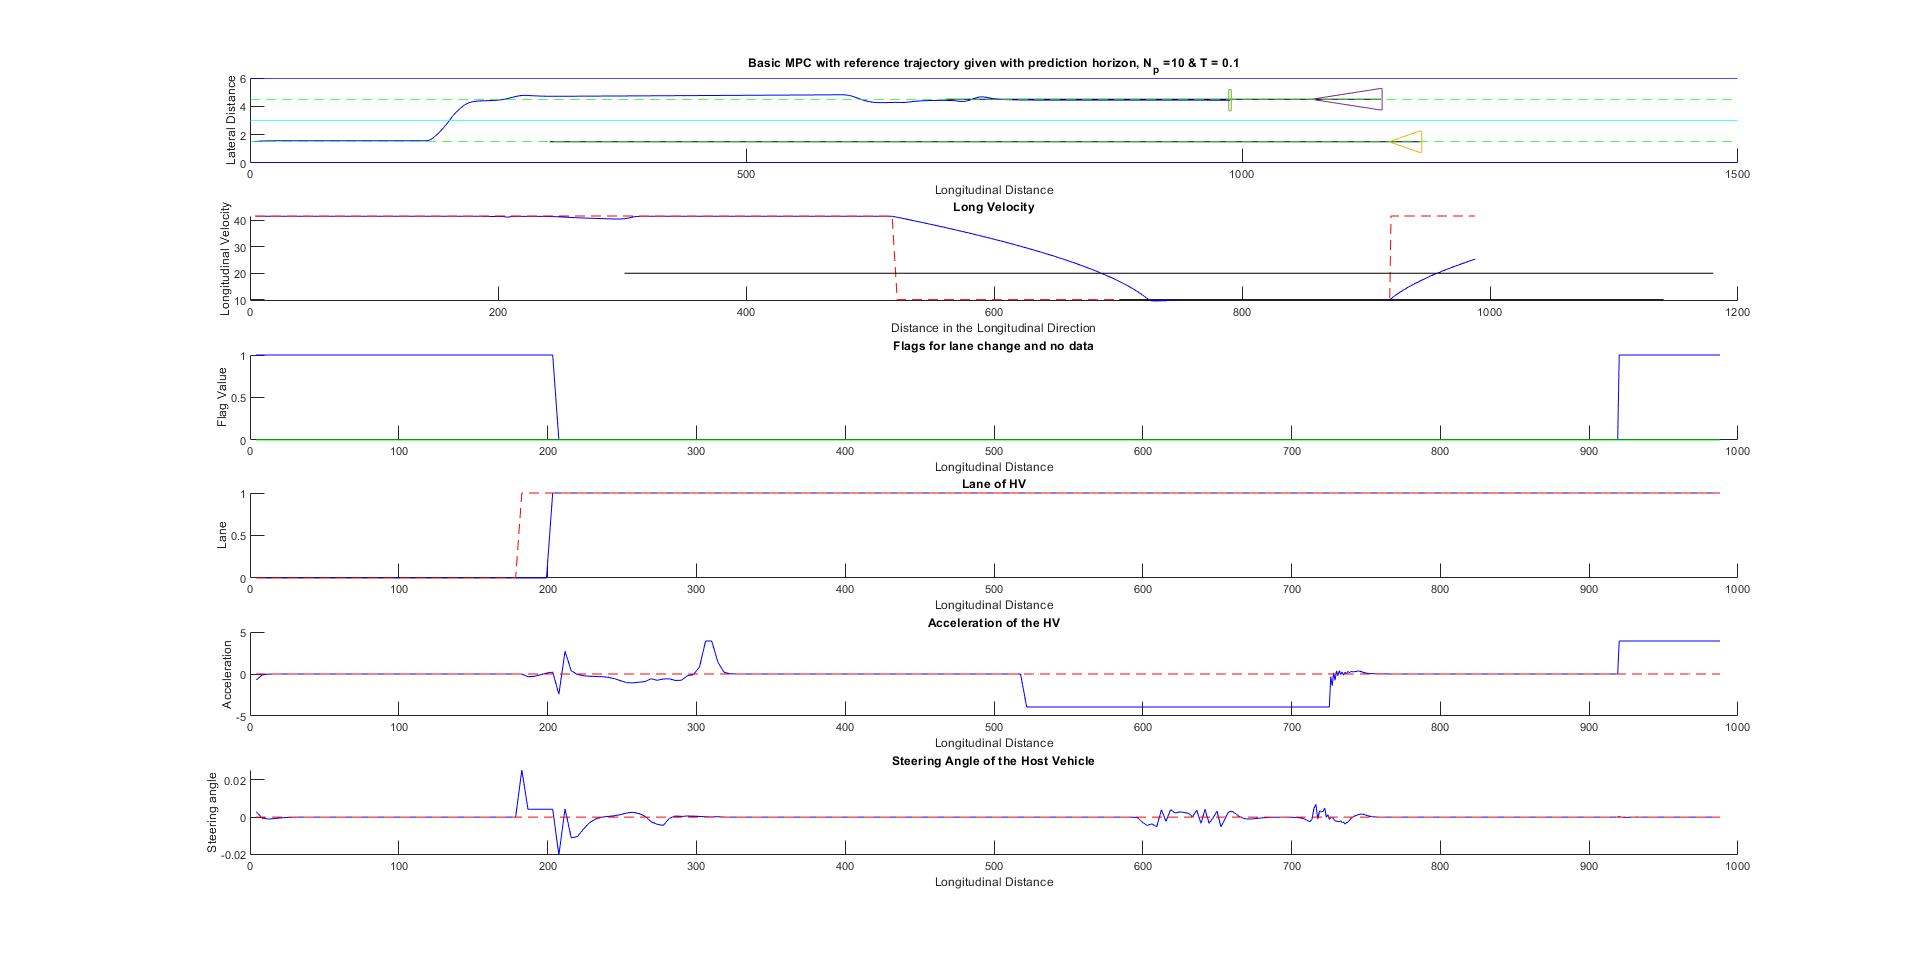 Basic MPC with reference trajectory given with prediction horizon, Np =10 & T = 0.1
Lateral Distance
6
4
2
0
0 500 1000 1500
Longitudinal Distance
Long Velocity
Longitudinal Velocity
40
30
20
10
0 200 400 600 800 1000 1200
Distance in the Longitudinal Direction
Flags for lane change and no data
Flag Value
1
0.5
0
0 100 200 300 400 500 600 700 800 900 1000
Longitudinal Distance
Lane of HV
Lane
1
0.5
0
0 100 200 300 400 500 600 700 800 900 1000
Longitudinal Distance
Acceleration of the HV
Acceleration
5
0
-5
0 100 200 300 400 500 600 700 800 900 1000
Longitudinal Distance
Steering Angle of the Host Vehicle
Steering angle
0.02
0
-0.02
0 100 200 300 400 500 600 700 800 900 1000
Longitudinal Distance